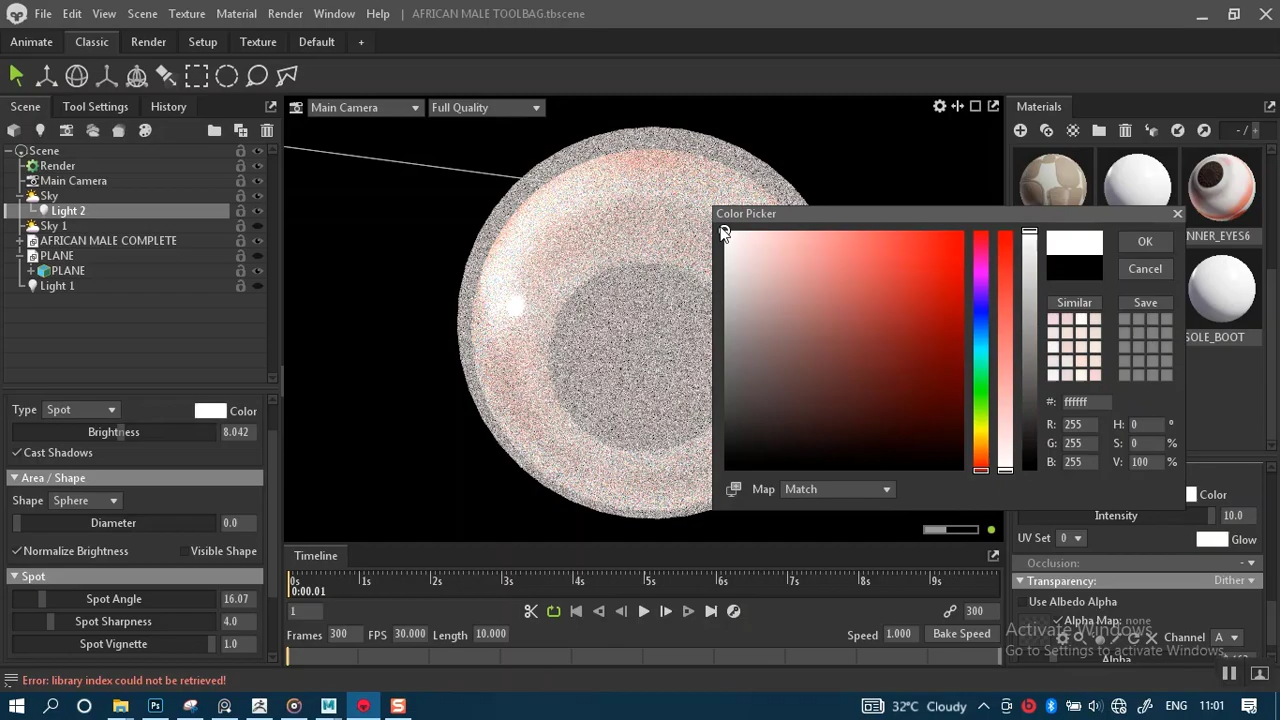 File Edit View Scene Texture Material Render Window Help AFRICAN MALE TOOLBAG.tbscene
Animate Classic Render Setup Texture Default +
Scene Tool Settings History
Main Camera Full Quality
Materials
- / +
Scene
Render
Main Camera
Sky
Light 2
Sky 1
AFRICAN MALE COMPLETE
PLANE
PLANE
Light 1
NNER_EYES6
SOLE_BOOT
Color Picker
OK
Cancel
Similar Save
#: ffffff
R: 255 H: 0 °
G: 255 S: 0 %
B: 255 V: 100 %
Map Match
Type Spot Color
Brightness 8.042
Cast Shadows
Area / Shape
Shape Sphere
Diameter 0.0
Normalize Brightness Visible Shape
Spot
Spot Angle 16.07
Spot Sharpness 4.0
Spot Vignette 1.0
Color
Intensity 10.0
UV Set 0 Glow
Occlusion: -
Transparency: Dither
Use Albedo Alpha
Alpha Map: none
Channel A
Alpha
Activate Windows
Go to Settings to activate Windows.
Timeline
0s 1s 2s 3s 4s 5s 6s 7s 8s 9s
0:00.01
1 300
Frames 300 FPS 30.000 Length 10.000 Speed 1.000 Bake Speed
Error: library index could not be retrieved!
32°C Cloudy ENG 11:01